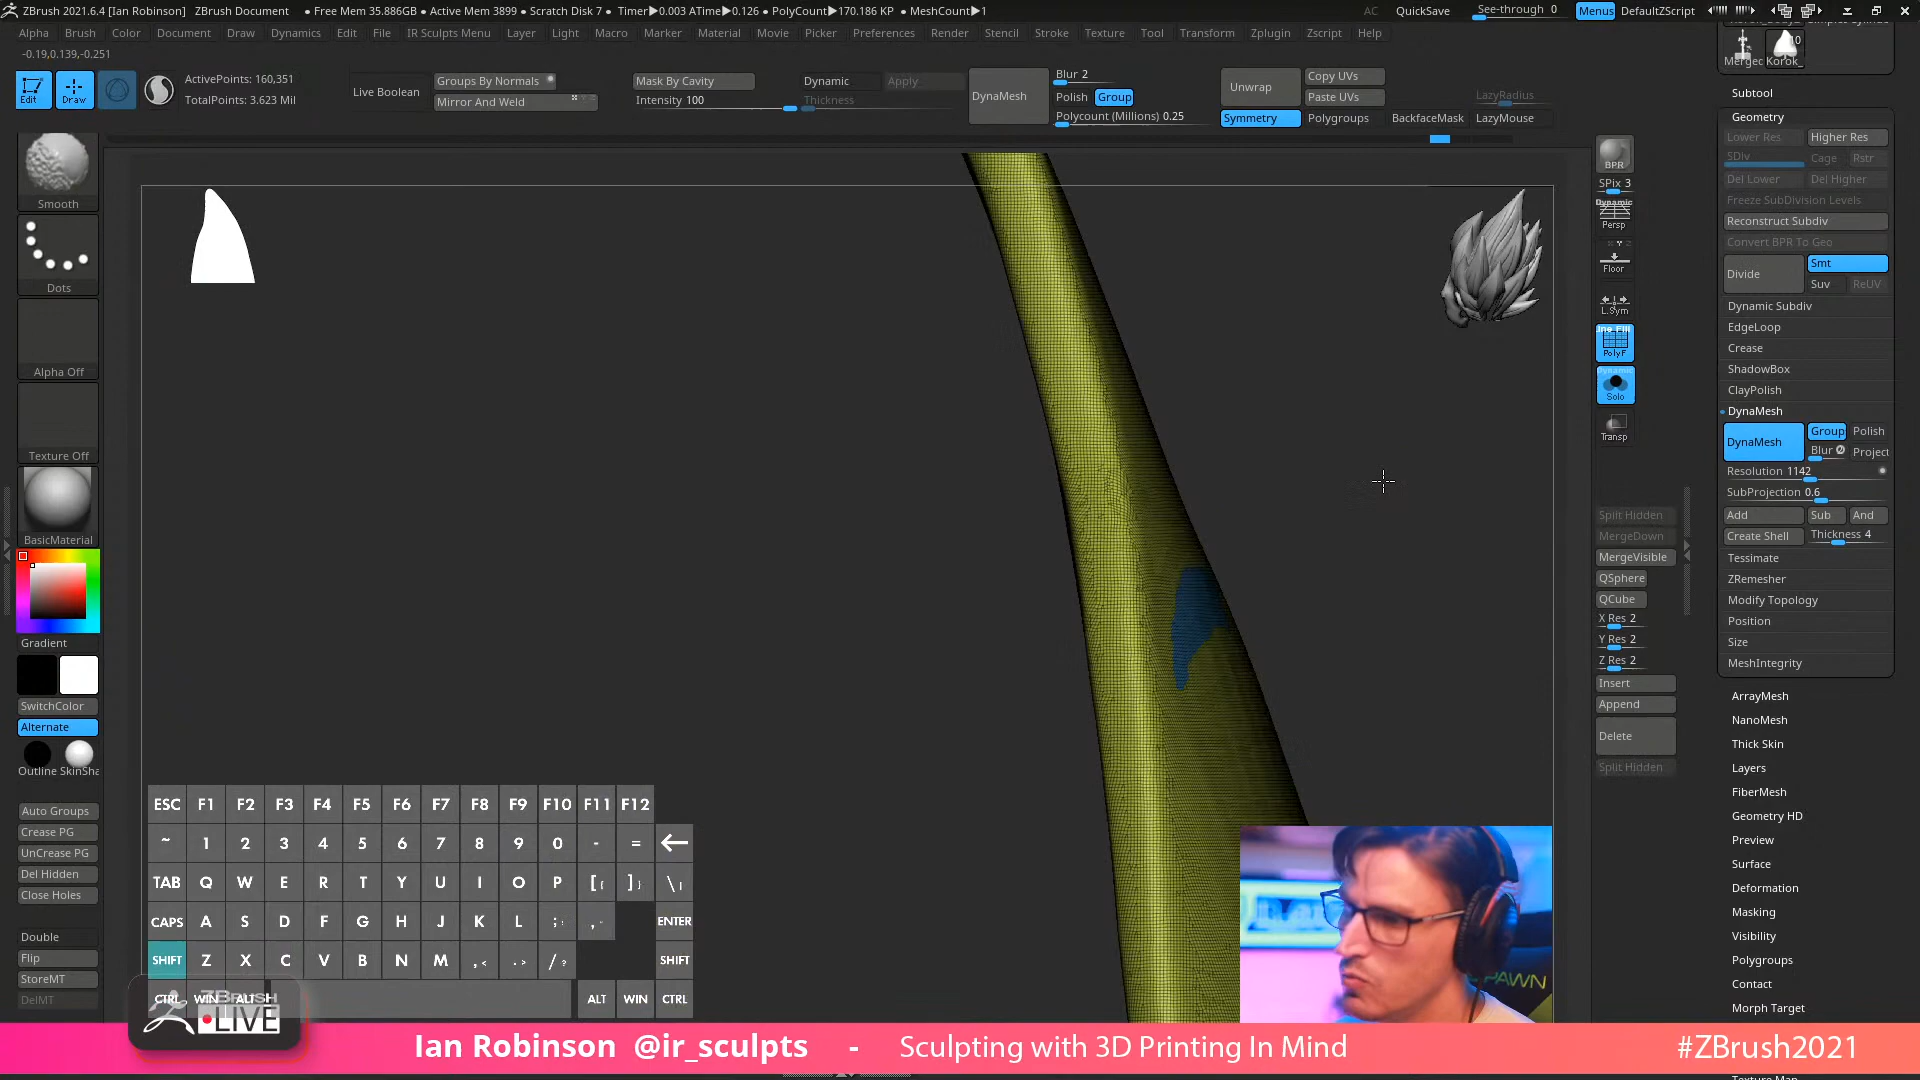 ZBrush 2021.6.4 [Ian Robinson]   ZBrush Document   • Free Mem 35.886GB • Active Mem 3899 • Scratch Disk 7 • Timer▶0.003 ATime▶0.126 • PolyCount▶170.186 KP • MeshCount▶1   AC   QuickSave   See-through 0   Menus   DefaultZScript
Alpha Brush Color Document Draw Dynamics Edit File IR Sculpts Menu Layer Light Macro Marker Material Movie Picker Preferences Render Stencil Stroke Texture Tool Transform Zplugin Zscript Help
-0.19,0.139,-0.251
Edit
Draw
ActivePoints: 160,351
TotalPoints: 3.623 Mil
Live Boolean
Groups By Normals
Mirror And Weld
Mask By Cavity
Intensity 100
Dynamic
Apply
Thickness
DynaMesh
Blur 2
Polish Group
Polycount (Millions) 0.25
Unwrap
Copy UVs
Paste UVs
Symmetry
Polygroups
BackfaceMask
LazyRadius
LazyMouse
Smooth
Dots
Alpha Off
Texture Off
BasicMaterial
Gradient
SwitchColor
Alternate
Outline SkinSha
Auto Groups
Crease PG
UnCrease PG
Del Hidden
Close Holes
Double
Flip
StoreMT
DelMT
BPR
SPix 3
Dynamic
Persp
Floor
L.Sym
Line Fill
PolyF
Dynamic
Solo
Transp
Split Hidden
MergeDown
MergeVisible
QSphere
QCube
X Res 2
Y Res 2
Z Res 2
Insert
Append
Delete
Split Hidden
10
Mergec Korok_
Subtool
Geometry
Lower Res Higher Res
SDiv Cage Rstr
Del Lower Del Higher
Freeze SubDivision Levels
Reconstruct Subdiv
Convert BPR To Geo
Divide Smt
Suv ReUV
Dynamic Subdiv
EdgeLoop
Crease
ShadowBox
ClayPolish
DynaMesh
DynaMesh Group Polish
Blur Project
Resolution 1142
SubProjection 0.6
Add Sub And
Create Shell Thickness 4
Tessimate
ZRemesher
Modify Topology
Position
Size
MeshIntegrity
ArrayMesh
NanoMesh
Thick Skin
Layers
FiberMesh
Geometry HD
Preview
Surface
Deformation
Masking
Visibility
Polygroups
Contact
Morph Target
ESC F1 F2 F3 F4 F5 F6 F7 F8 F9 F10 F11 F12
~ 1 2 3 4 5 6 7 8 9 0 - = ←
TAB Q W E R T Y U I O P [{ ]} \|
CAPS A S D F G H J K L ;: ENTER
SHIFT Z X C V B N M ,< .> /? SHIFT
CTRL WIN ALT ALT WIN CTRL
ZBRUSH
LIVE
PAWN
Ian Robinson @ir_sculpts - Sculpting with 3D Printing In Mind #ZBrush2021